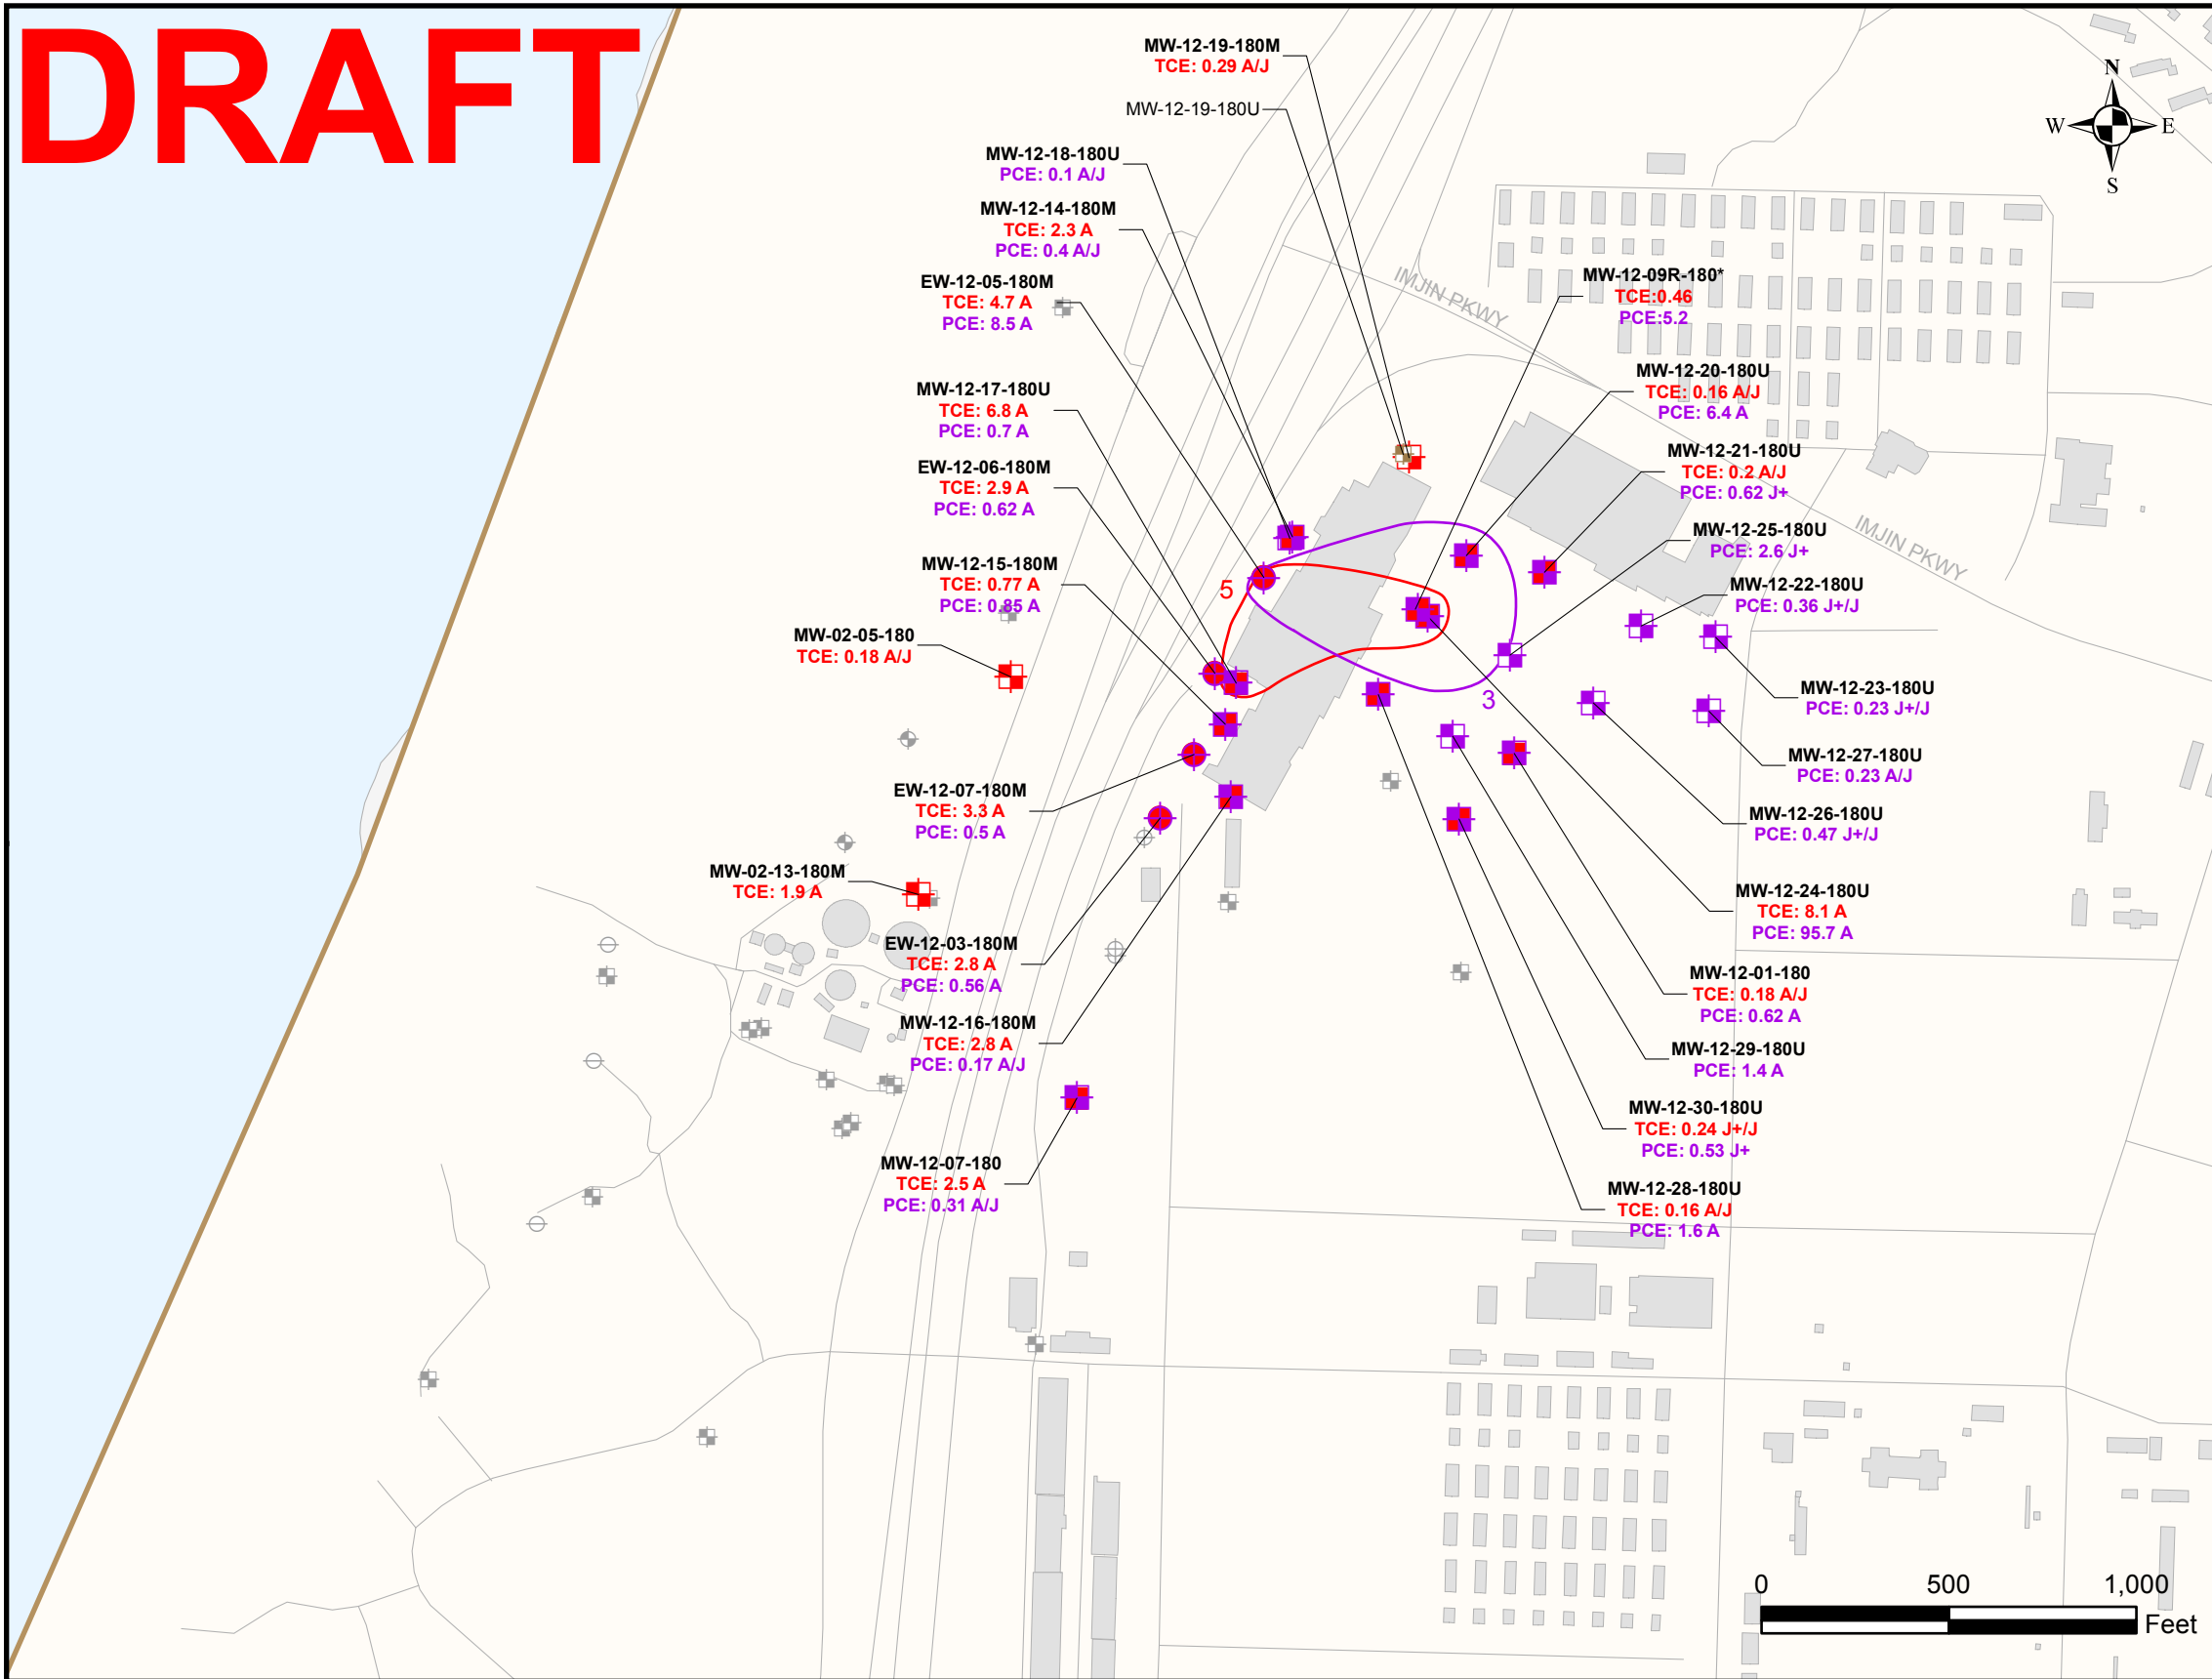 DRAFT
MW-12-19-180M
TCE: 0.29 A/J
MW-12-19-180U
MW-12-18-180U
PCE: 0.1 A/J
MW-12-14-180M
TCE: 2.3 A
PCE: 0.4 A/J
EW-12-05-180M
TCE: 4.7 A
PCE: 8.5 A
MW-12-17-180U
TCE: 6.8 A
PCE: 0.7 A
EW-12-06-180M
TCE: 2.9 A
PCE: 0.62 A
MW-12-15-180M
TCE: 0.77 A
PCE: 0.85 A
MW-02-05-180
TCE: 0.18 A/J
EW-12-07-180M
TCE: 3.3 A
PCE: 0.5 A
MW-02-13-180M
TCE: 1.9 A
EW-12-03-180M
TCE: 2.8 A
PCE: 0.56 A
MW-12-16-180M
TCE: 2.8 A
PCE: 0.17 A/J
MW-12-07-180
TCE: 2.5 A
PCE: 0.31 A/J
N
W
E
S
IMJIN PKWY
MW-12-09R-180*
TCE:0.46
PCE:5.2
MW-12-20-180U
TCE: 0.16 A/J
PCE: 6.4 A
MW-12-21-180U
TCE: 0.2 A/J
PCE: 0.62 J+
IMJIN PKWY
MW-12-25-180U
PCE: 2.6 J+
MW-12-22-180U
PCE: 0.36 J+/J
5
3
MW-12-23-180U
PCE: 0.23 J+/J
MW-12-27-180U
PCE: 0.23 A/J
MW-12-26-180U
PCE: 0.47 J+/J
MW-12-24-180U
TCE: 8.1 A
PCE: 95.7 A
MW-12-01-180
TCE: 0.18 A/J
PCE: 0.62 A
MW-12-29-180U
PCE: 1.4 A
MW-12-30-180U
TCE: 0.24 J+/J
PCE: 0.53 J+
MW-12-28-180U
TCE: 0.16 A/J
PCE: 1.6 A
0 500 1,000
Feet